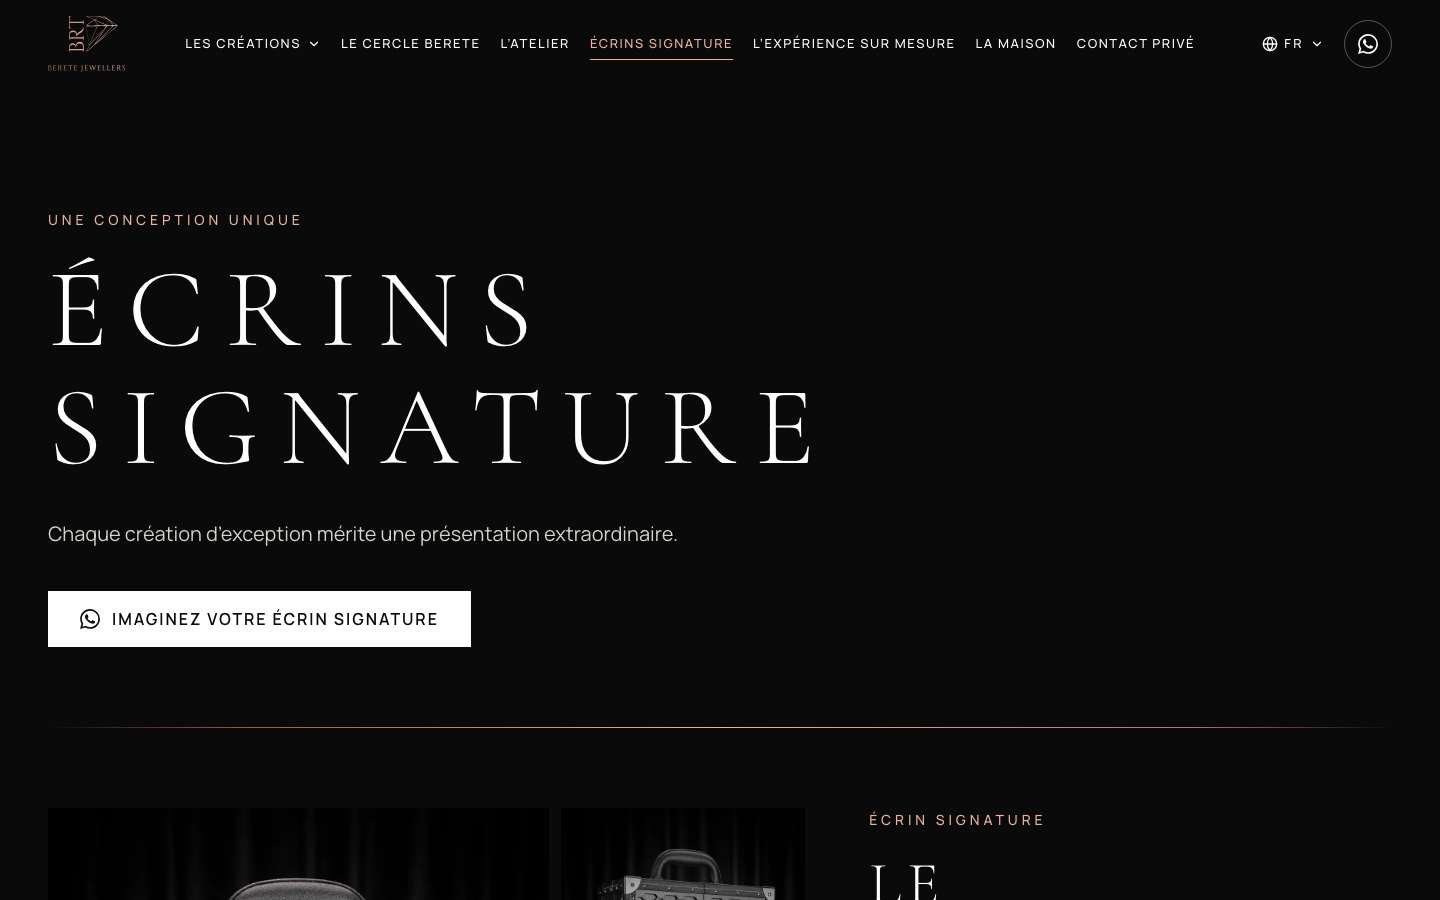 BRT
BERETE JEWELLERS
LES CRÉATIONS
LE CERCLE BERETE
L'ATELIER
ÉCRINS SIGNATURE
L'EXPÉRIENCE SUR MESURE
LA MAISON
CONTACT PRIVÉ
FR
UNE CONCEPTION UNIQUE
ÉCRINS
SIGNATURE
Chaque création d'exception mérite une présentation extraordinaire.
IMAGINEZ VOTRE ÉCRIN SIGNATURE
ÉCRIN SIGNATURE
LE